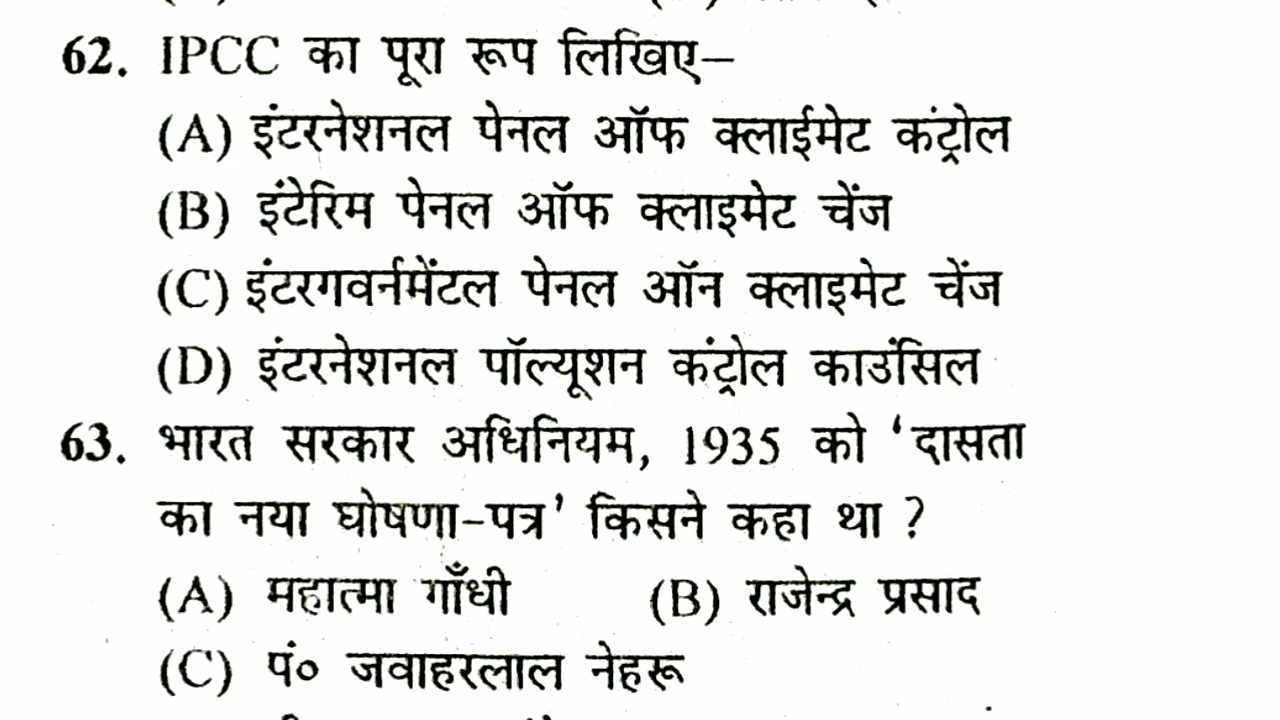 62. IPCC का पूरा रूप लिखिए–
(A) इंटरनेशनल पेनल ऑफ क्लाईमेट कंट्रोल
(B) इंटेरिम पेनल ऑफ क्लाइमेट चेंज
(C) इंटरगवर्नमेंटल पेनल ऑन क्लाइमेट चेंज
(D) इंटरनेशनल पॉल्यूशन कंट्रोल काउंसिल
63. भारत सरकार अधिनियम, 1935 को ‘दासता
का नया घोषणा-पत्र’ किसने कहा था ?
(A) महात्मा गाँधी (B) राजेन्द्र प्रसाद
(C) पं० जवाहरलाल नेहरू